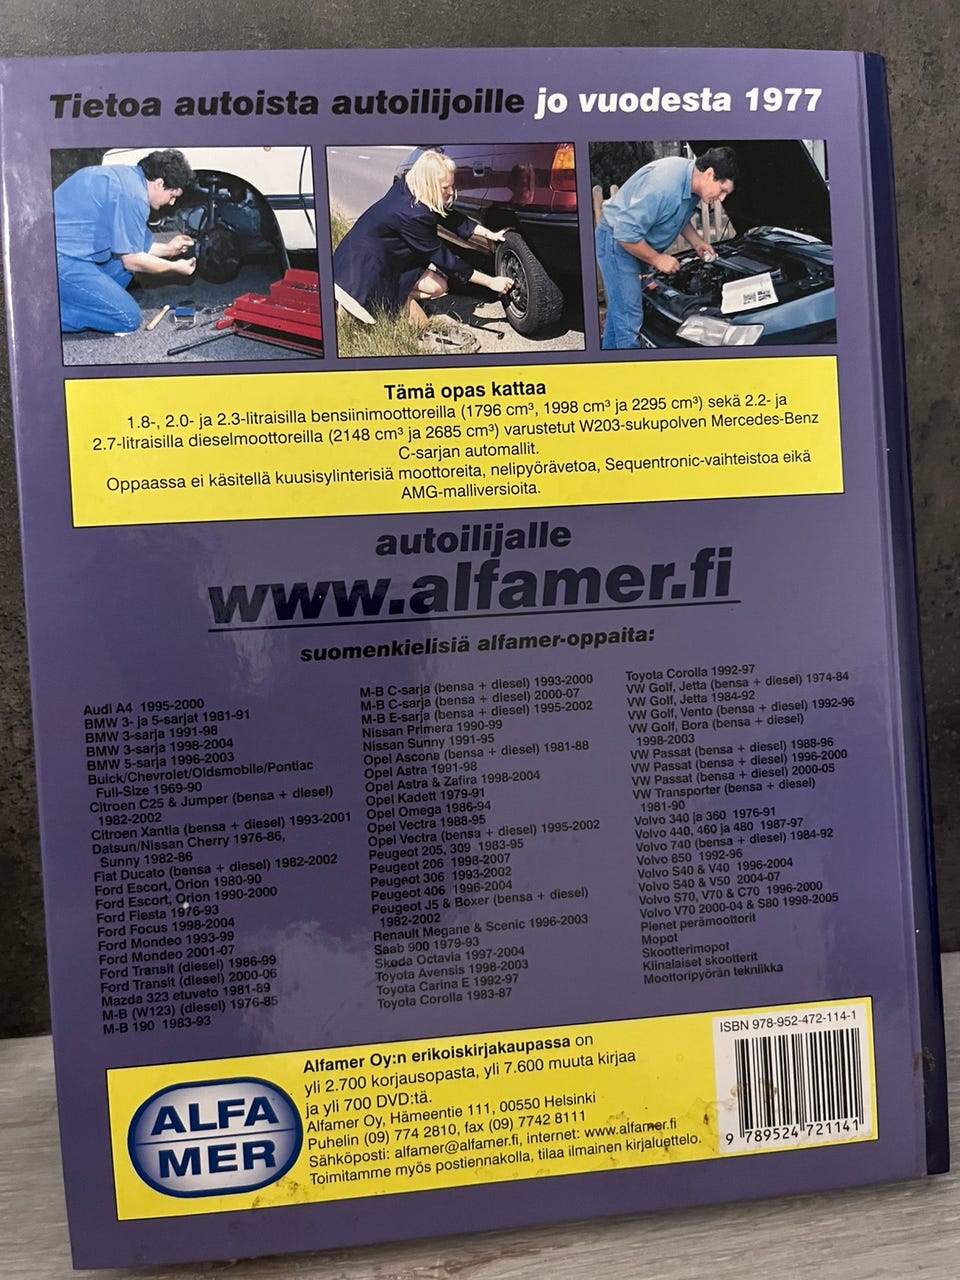 Tietoa autoista autoilijoille jo vuodesta 1977
Tämä opas kattaa
1.8-, 2.0- ja 2.3-litraisilla bensiinimoottoreilla (1796 cm³, 1998 cm³ ja 2295 cm³) sekä 2.2- ja
2.7-litraisilla dieselmoottoreilla (2148 cm³ ja 2685 cm³) varustetut W203-sukupolven Mercedes-Benz
C-sarjan automallit.
Oppaassa ei käsitellä kuusisylinterisiä moottoreita, nelipyörävetoa, Sequentronic-vaihteistoa eikä
AMG-malliversioita.
autoilijalle
www.alfamer.fi
suomenkielisiä alfamer-oppaita:
Audi A4 1995-2000
BMW 3- ja 5-sarjat 1981-91
BMW 3-sarja 1991-98
BMW 3-sarja 1998-2004
BMW 5-sarja 1996-2003
Buick/Chevrolet/Oldsmobile/Pontiac
Full-Size 1969-90
Citroen C25 & Jumper (bensa + diesel)
1982-2002
Citroen Xantia (bensa + diesel) 1993-2001
Datsun/Nissan Cherry 1976-86,
Sunny 1982-86
Fiat Ducato (bensa + diesel) 1982-2002
Ford Escort, Orion 1980-90
Ford Escort, Orion 1990-2000
Ford Fiesta 1976-93
Ford Focus 1998-2004
Ford Mondeo 1993-99
Ford Mondeo 2001-07
Ford Transit (diesel) 1986-99
Ford Transit (diesel) 2000-06
Mazda 323 etuveto 1981-89
M-B (W123) (diesel) 1976-85
M-B 190 1983-93
M-B C-sarja (bensa + diesel) 1993-2000
M-B C-sarja (bensa + diesel) 2000-07
M-B E-sarja (bensa + diesel) 1995-2002
Nissan Primera 1990-99
Nissan Sunny 1991-95
Opel Ascona (bensa + diesel) 1981-88
Opel Astra 1991-98
Opel Astra & Zafira 1998-2004
Opel Kadett 1979-91
Opel Omega 1986-94
Opel Vectra 1988-95
Opel Vectra (bensa + diesel) 1995-2002
Peugeot 205, 309 1983-95
Peugeot 206 1998-2007
Peugeot 306 1993-2002
Peugeot 406 1996-2004
Peugeot J5 & Boxer (bensa + diesel)
1982-2002
Renault Megane & Scenic 1996-2003
Saab 900 1979-93
Skoda Octavia 1997-2004
Toyota Avensis 1998-2003
Toyota Carina E 1992-97
Toyota Corolla 1983-87
Toyota Corolla 1992-97
VW Golf, Jetta (bensa + diesel) 1974-84
VW Golf, Jetta 1984-92
VW Golf, Vento (bensa + diesel) 1992-96
VW Golf, Bora (bensa + diesel)
1998-2003
VW Passat (bensa + diesel) 1988-96
VW Passat (bensa + diesel) 1996-2000
VW Passat (bensa + diesel) 2000-05
VW Transporter (bensa + diesel)
1981-90
Volvo 340 ja 360 1976-91
Volvo 440, 460 ja 480 1987-97
Volvo 740 (bensa + diesel) 1984-92
Volvo 850 1992-96
Volvo S40 & V40 1996-2004
Volvo S40 & V50 2004-07
Volvo S70, V70 & C70 1996-2000
Volvo V70 2000-04 & S80 1998-2005
Pienet perämoottorit
Mopot
Skootterimopot
Kiinalaiset skootterit
Moottoripyörän tekniikka
ALFA
MER
Alfamer Oy:n erikoiskirjakaupassa on
yli 2.700 korjausopasta, yli 7.600 muuta kirjaa
ja yli 700 DVD:tä.
Alfamer Oy, Hämeentie 111, 00550 Helsinki
Puhelin (09) 774 2810, fax (09) 7742 8111
Sähköposti: alfamer@alfamer.fi, internet: www.alfamer.fi
Toimitamme myös postiennakolla, tilaa ilmainen kirjaluettelo.
ISBN 978-952-472-114-1
9 789524 721141